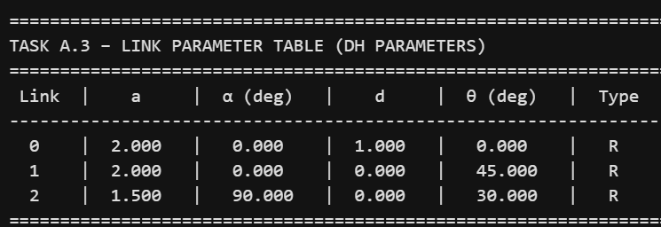 ================================================================
TASK A.3 – LINK PARAMETER TABLE (DH PARAMETERS)
================================================================
Link | a | α (deg) | d | θ (deg) | Type
----------------------------------------------------------------
0 | 2.000 | 0.000 | 1.000 | 0.000 | R
1 | 2.000 | 0.000 | 0.000 | 45.000 | R
2 | 1.500 | 90.000 | 0.000 | 30.000 | R
================================================================